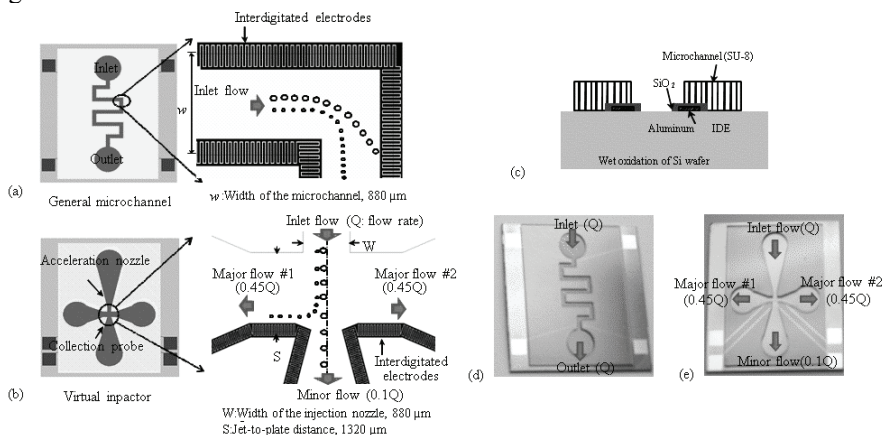 Interdigitated electrodes
Inlet
Inlet flow
w
Outlet
(a)
General microchannel
w:Width of the microchannel, 880 μm
Microchannel(SU-8)
SiO2
Aluminum IDE
Wet oxidation of Si wafer
(c)
Inlet flow (Q: flow rate)
W
Acceleration nozzle
Major flow #1
(0.45Q)
Major flow #2
(0.45Q)
Collection probe
S
Interdigitated
electrodes
(b)
Virtual inpactor
Minor flow (0.1Q)
W:Width of the injection nozzle, 880 μm
S:Jet-to-plate distance, 1320 μm
Inlet (Q)
Outlet (Q)
(d)
Inlet flow(Q)
Major flow #1
(0.45Q)
Major flow #2
(0.45Q)
Minor flow(0.1Q)
(e)